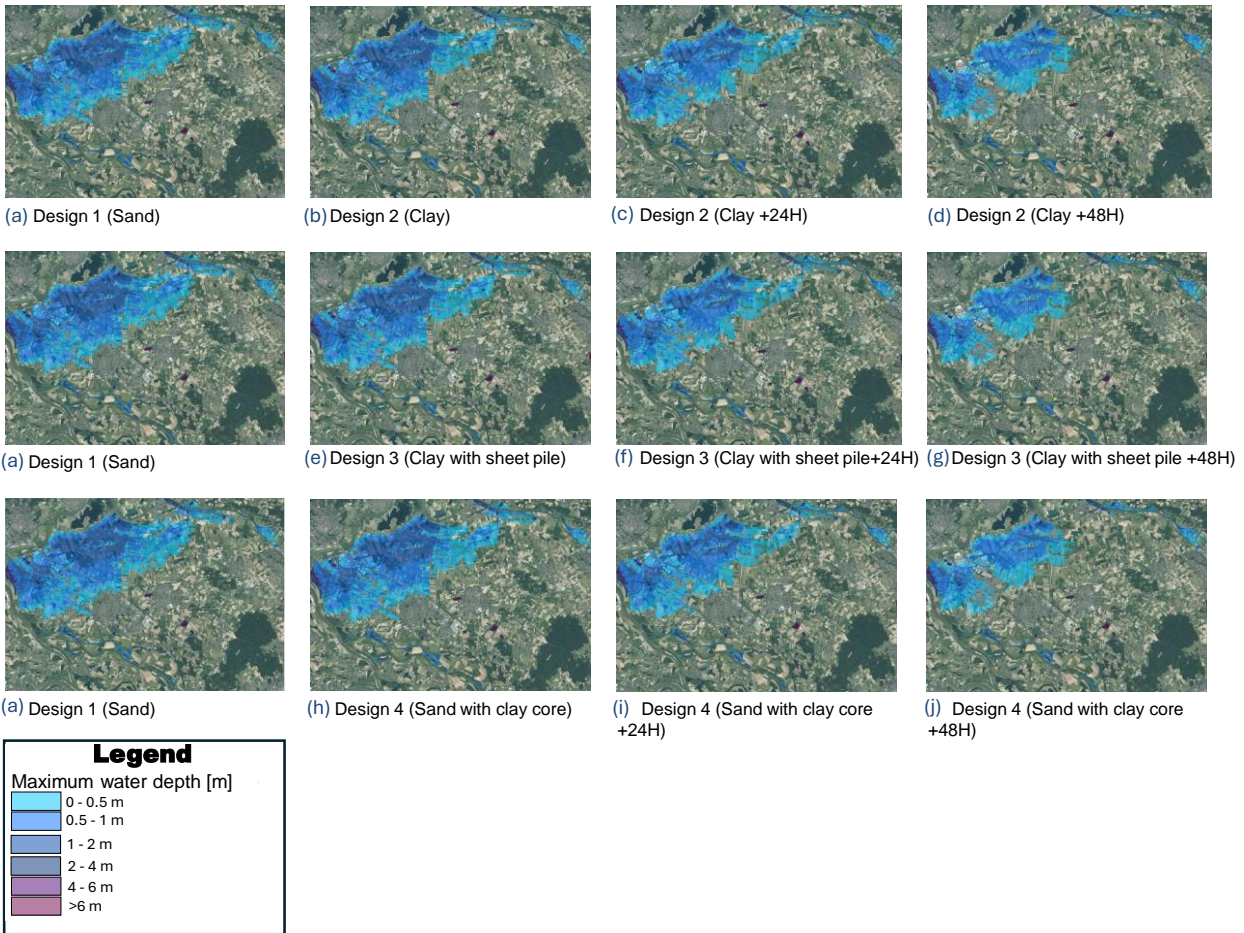 (a) Design 1 (Sand)
(b) Design 2 (Clay)
(c) Design 2 (Clay +24H)
(d) Design 2 (Clay +48H)
(a) Design 1 (Sand)
(e) Design 3 (Clay with sheet pile)
(f) Design 3 (Clay with sheet pile+24H)
(g) Design 3 (Clay with sheet pile +48H)
(a) Design 1 (Sand)
(h) Design 4 (Sand with clay core)
(i) Design 4 (Sand with clay core
+24H)
(j) Design 4 (Sand with clay core
+48H)
Legend
Maximum water depth [m]
0 - 0.5 m
0.5 - 1 m
1 - 2 m
2 - 4 m
4 - 6 m
>6 m